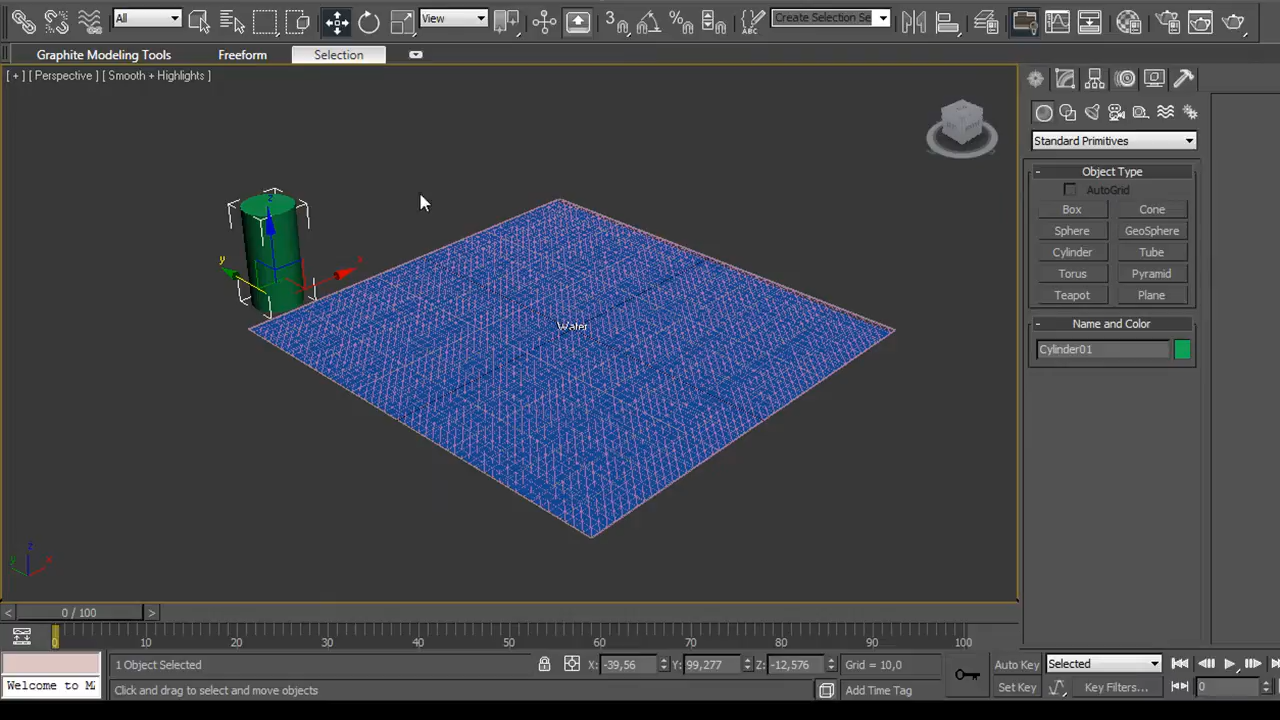 All
View
3
%
ABC
Create Selection Se
Graphite Modeling Tools Freeform Selection
[ + ] [ Perspective ] [ Smooth + Highlights ]
Standard Primitives
- Object Type
AutoGrid
Box Cone
Sphere GeoSphere
Cylinder Tube
Torus Pyramid
Teapot Plane
- Name and Color
Cylinder01
z
y
x
Water
z
y
x
< 0 / 100 >
0 10 20 30 40 50 60 70 80 90 100
1 Object Selected X: -39,56 Y: 99,277 Z: -12,576 Grid = 10,0 Auto Key Selected
Welcome to M Click and drag to select and move objects Add Time Tag Set Key Key Filters... 0